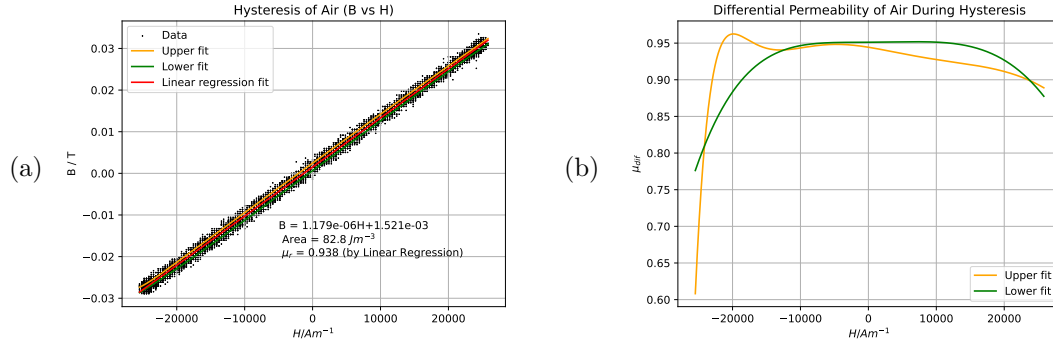 (a)
Hysteresis of Air (B vs H)
Data
Upper fit
Lower fit
Linear regression fit
B = 1.179e-06H+1.521e-03
Area = 82.8 Jm⁻³
μᵣ = 0.938 (by Linear Regression)
B / T
0.03
0.02
0.01
0.00
−0.01
−0.02
−0.03
−20000 −10000 0 10000 20000
H/Am⁻¹
(b)
Differential Permeability of Air During Hysteresis
μ_dif
0.95
0.90
0.85
0.80
0.75
0.70
0.65
0.60
Upper fit
Lower fit
−20000 −10000 0 10000 20000
H/Am⁻¹